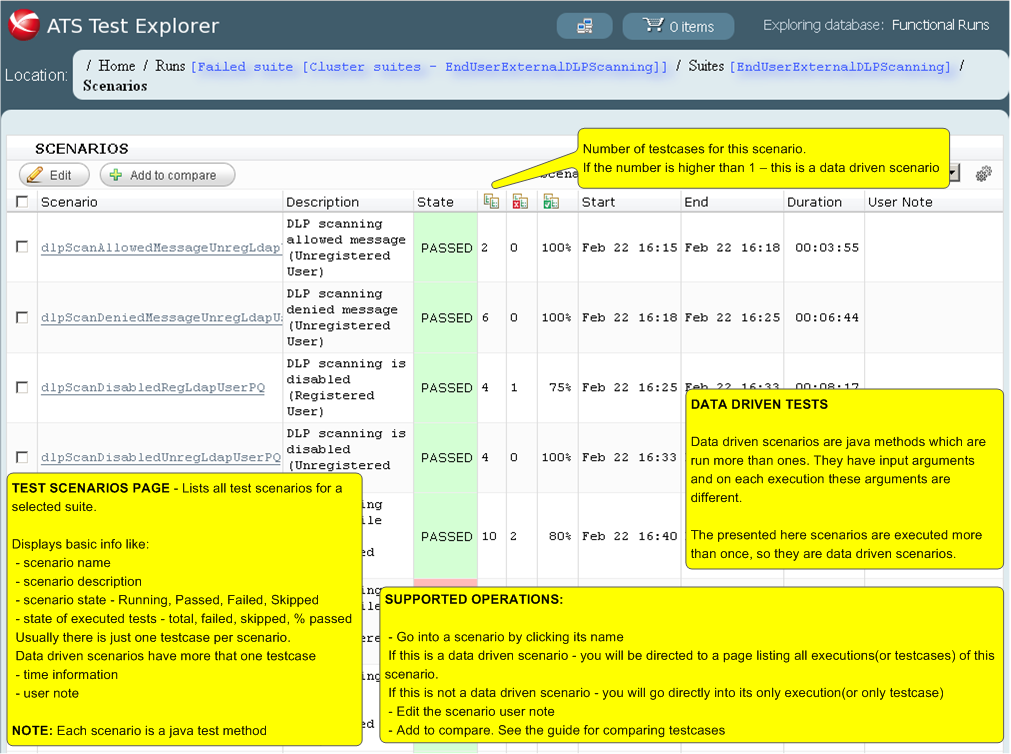 ATS Test Explorer
0 items
Exploring database: Functional Runs
Location:
/ Home / Runs [Failed suite [Cluster suites - EndUserExternalDLPScanning]] / Suites [EndUserExternalDLPScanning] /
Scenarios
SCENARIOS
Edit
Add to compare
Number of testcases for this scenario.
If the number is higher than 1 – this is a data driven scenario
Scenario Description State Start End Duration User Note
dlpScanAllowedMessageUnregLdap
DLP scanning
allowed message
(Unregistered
User)
PASSED 2 0 100% Feb 22 16:15 Feb 22 16:18 00:03:55
dlpScanDeniedMessageUnregLdapU
DLP scanning
denied message
(Unregistered
User)
PASSED 6 0 100% Feb 22 16:18 Feb 22 16:25 00:06:44
dlpScanDisabledRegLdapUserPQ
DLP scanning is
disabled
(Registered
User)
PASSED 4 1 75% Feb 22 16:25 Feb 22 16:33 00:08:17
dlpScanDisabledUnregLdapUserPQ
DLP scanning is
disabled
(Unregistered
PASSED 4 0 100% Feb 22 16:33
PASSED 10 2 80% Feb 22 16:40
DATA DRIVEN TESTS
Data driven scenarios are java methods which are
run more than ones. They have input arguments
and on each execution these arguments are
different.
The presented here scenarios are executed more
than once, so they are data driven scenarios.
TEST SCENARIOS PAGE - Lists all test scenarios for a
selected suite.
Displays basic info like:
- scenario name
- scenario description
- scenario state - Running, Passed, Failed, Skipped
- state of executed tests - total, failed, skipped, % passed
Usually there is just one testcase per scenario.
Data driven scenarios have more that one testcase
- time information
- user note
NOTE: Each scenario is a java test method
SUPPORTED OPERATIONS:
- Go into a scenario by clicking its name
If this is a data driven scenario - you will be directed to a page listing all executions(or testcases) of this
scenario.
If this is not a data driven scenario - you will go directly into its only execution(or only testcase)
- Edit the scenario user note
- Add to compare. See the guide for comparing testcases